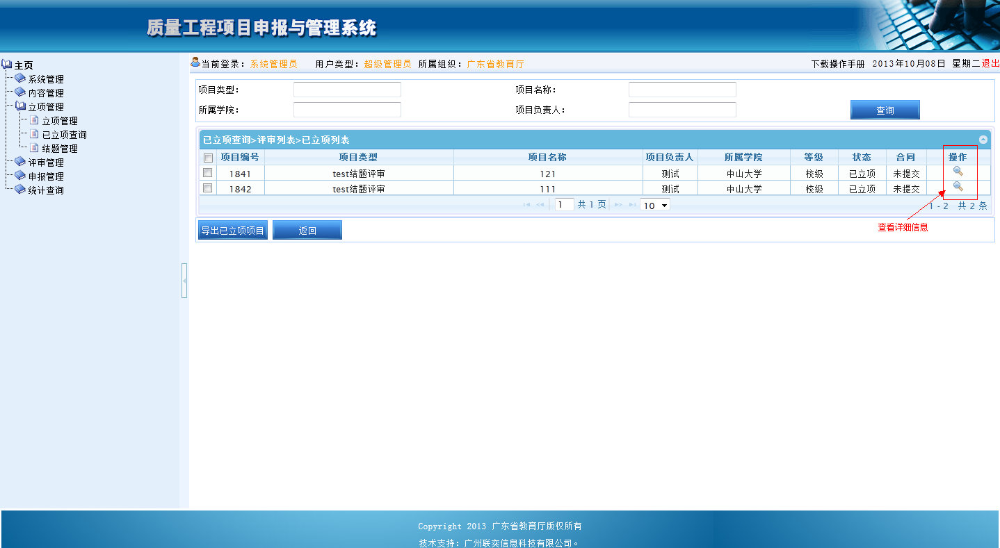 质量工程项目申报与管理系统
主页
系统管理
内容管理
立项管理
立项管理
已立项查询
结题管理
评审管理
申报管理
统计查询
当前登录: 系统管理员 用户类型: 超级管理员 所属组织: 广东省教育厅 下载操作手册 2013年10月08日 星期二 退出
项目类型: 项目名称:
所属学院: 项目负责人: 查询
已立项查询>评审列表>已立项列表
项目编号 项目类型 项目名称 项目负责人 所属学院 等级 状态 合同 操作
1841 test结题评审 121 测试 中山大学 校级 已立项 未提交
1842 test结题评审 111 测试 中山大学 校级 已立项 未提交
1 共 1 页 10 1 - 2 共 2 条
导出已立项项目 返回 查看详细信息
Copyright 2013 广东省教育厅版权所有
技术支持: 广州联奕信息科技有限公司。